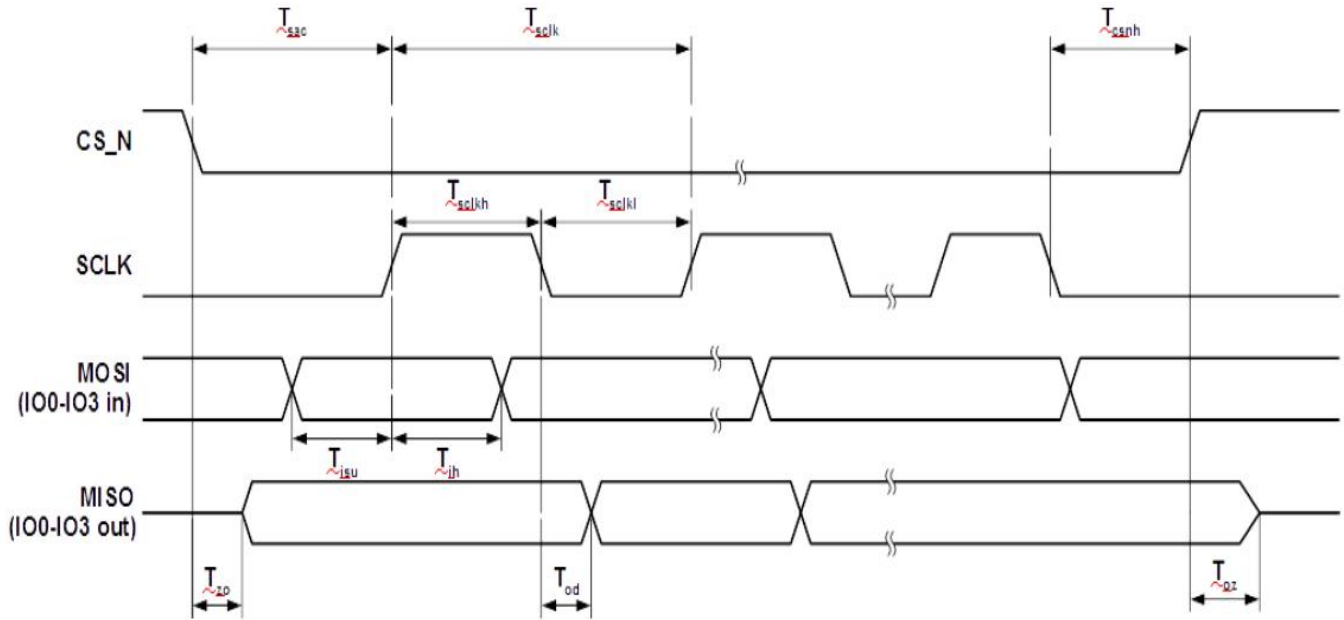 Tsac Tsclk Tcsnh
CS_N
Tsclkh Tsclkl
SCLK
MOSI
(IO0-IO3 in)
Tisu Tih
MISO
(IO0-IO3 out)
Tzo Tod Toz